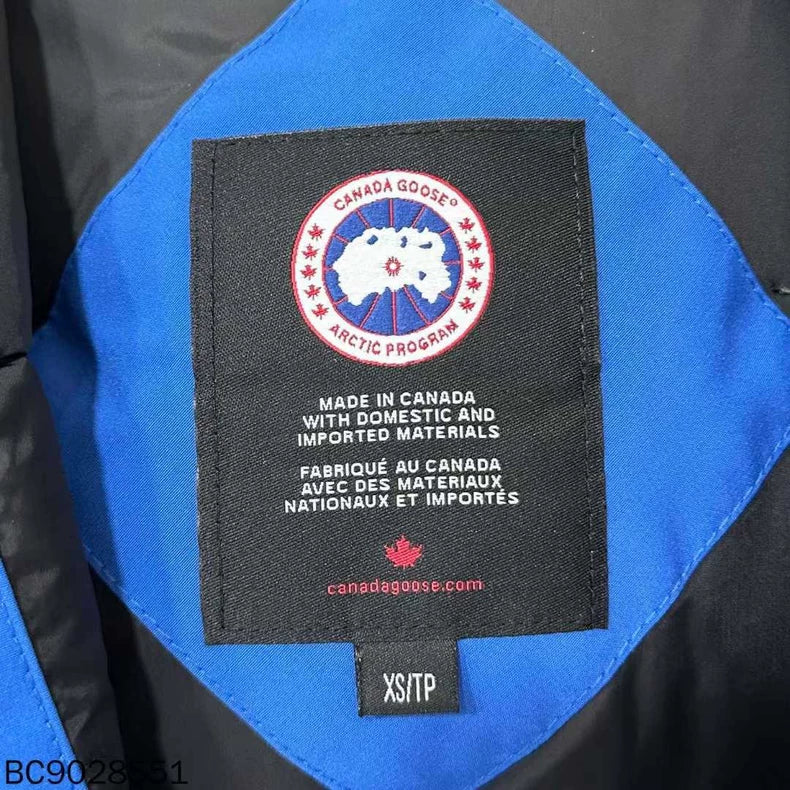 CANADA GOOSE®
ARCTIC PROGRAM
MADE IN CANADA
WITH DOMESTIC AND
IMPORTED MATERIALS
FABRIQUÉ AU CANADA
AVEC DES MATERIAUX
NATIONAUX ET IMPORTÉS
canadagoose.com
XS/TP
BC9028551